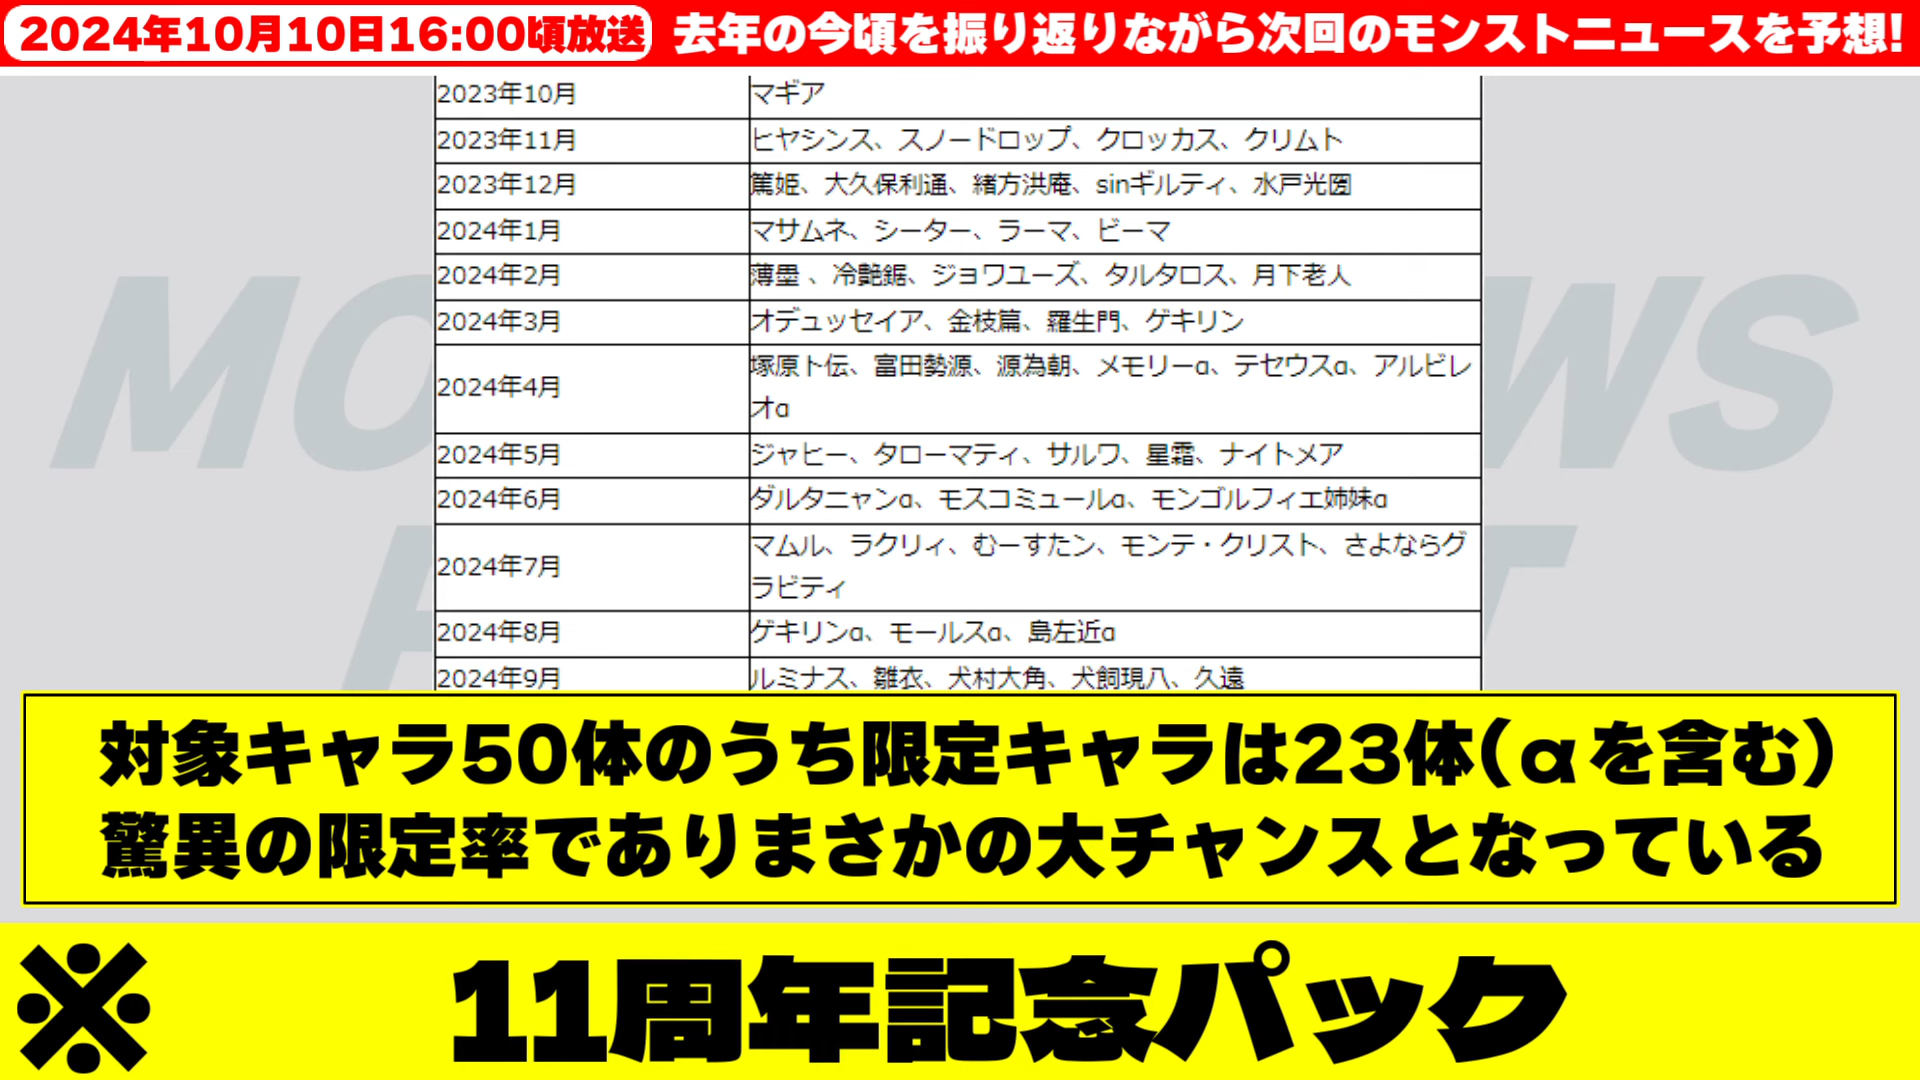 2024年10月10日16:00頃放送 去年の今頃を振り返りながら次回のモンストニュースを予想!
2023年10月 マギア
2023年11月 ヒヤシンス、スノードロップ、クロッカス、クリムト
2023年12月 篤姫、大久保利通、緒方洪庵、sinギルティ、水戸光圀
2024年1月 マサムネ、シーター、ラーマ、ビーマ
2024年2月 薄墨 、冷艶鋸、ジョワユーズ、タルタロス、月下老人
2024年3月 オデュッセイア、金枝篇、羅生門、ゲキリン
2024年4月 塚原卜伝、富田勢源、源為朝、メモリーα、テセウスα、アルビレ
オα
2024年5月 ジャヒー、タローマティ、サルワ、星霜、ナイトメア
2024年6月 ダルタニャンα、モスコミュールα、モンゴルフィエ姉妹α
2024年7月 マムル、ラクリィ、むーすたン、モンテ・クリスト、さよならグ
ラビティ
2024年8月 ゲキリンα、モールスα、島左近α
2024年9月 ルミナス、雛衣、犬村大角、犬飼現八、久遠
対象キャラ50体のうち限定キャラは23体(αを含む)
驚異の限定率でありまさかの大チャンスとなっている
※ 11周年記念パック